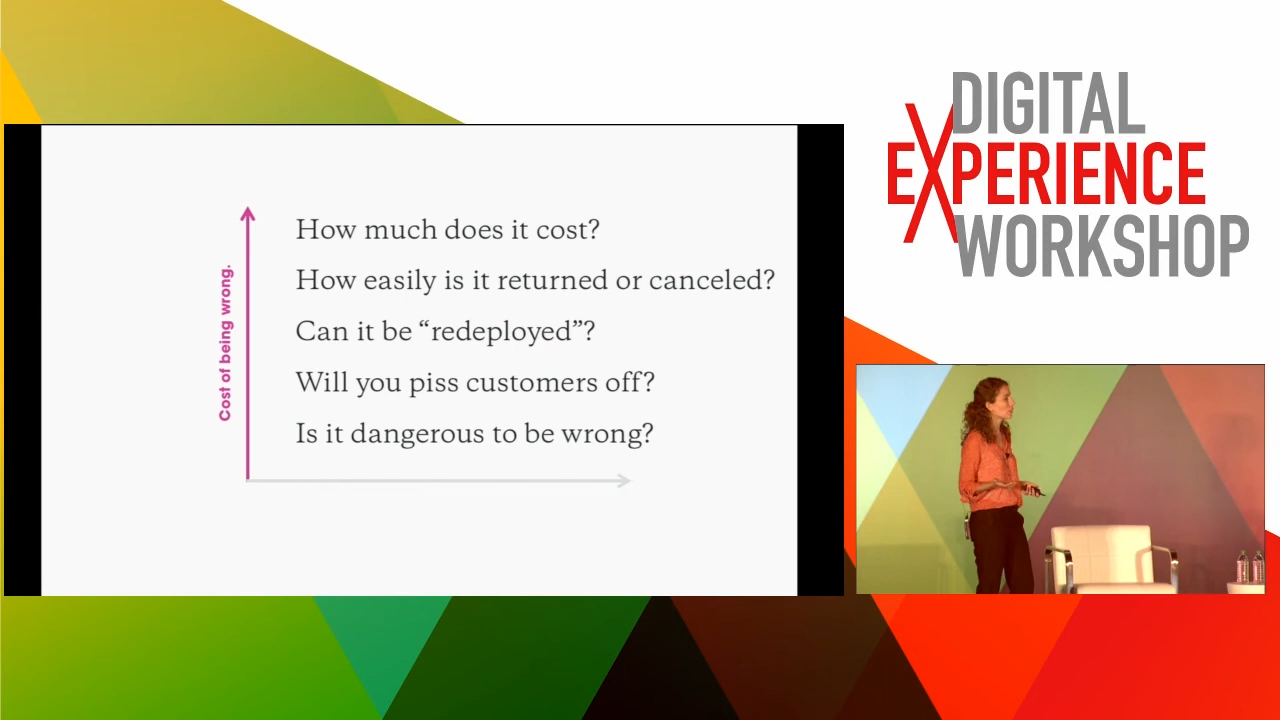 DIGITAL
EXPERIENCE
WORKSHOP
Cost of being wrong.
How much does it cost?
How easily is it returned or canceled?
Can it be “redeployed”?
Will you piss customers off?
Is it dangerous to be wrong?